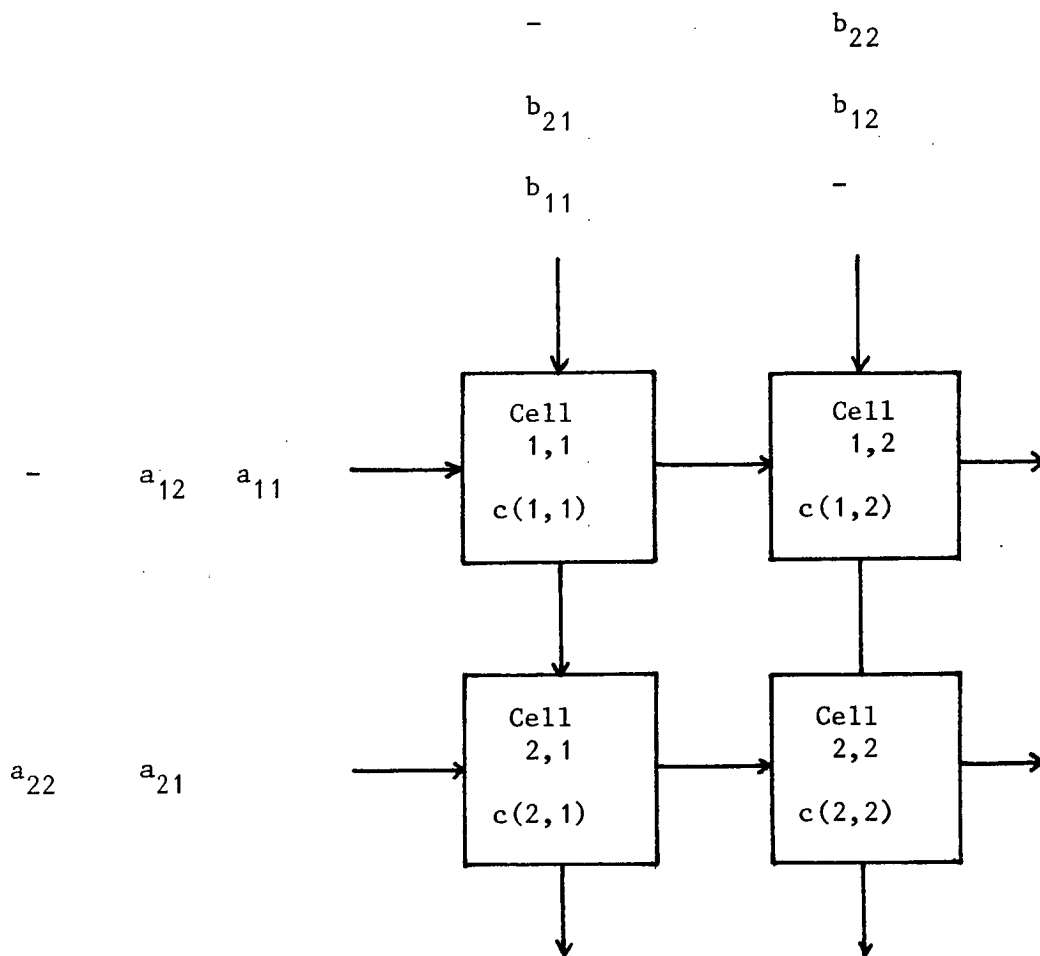 - b22
b21 b12
b11 -
Cell Cell
1,1 1,2
- a12 a11
c(1,1) c(1,2)
Cell Cell
2,1 2,2
a22 a21
c(2,1) c(2,2)